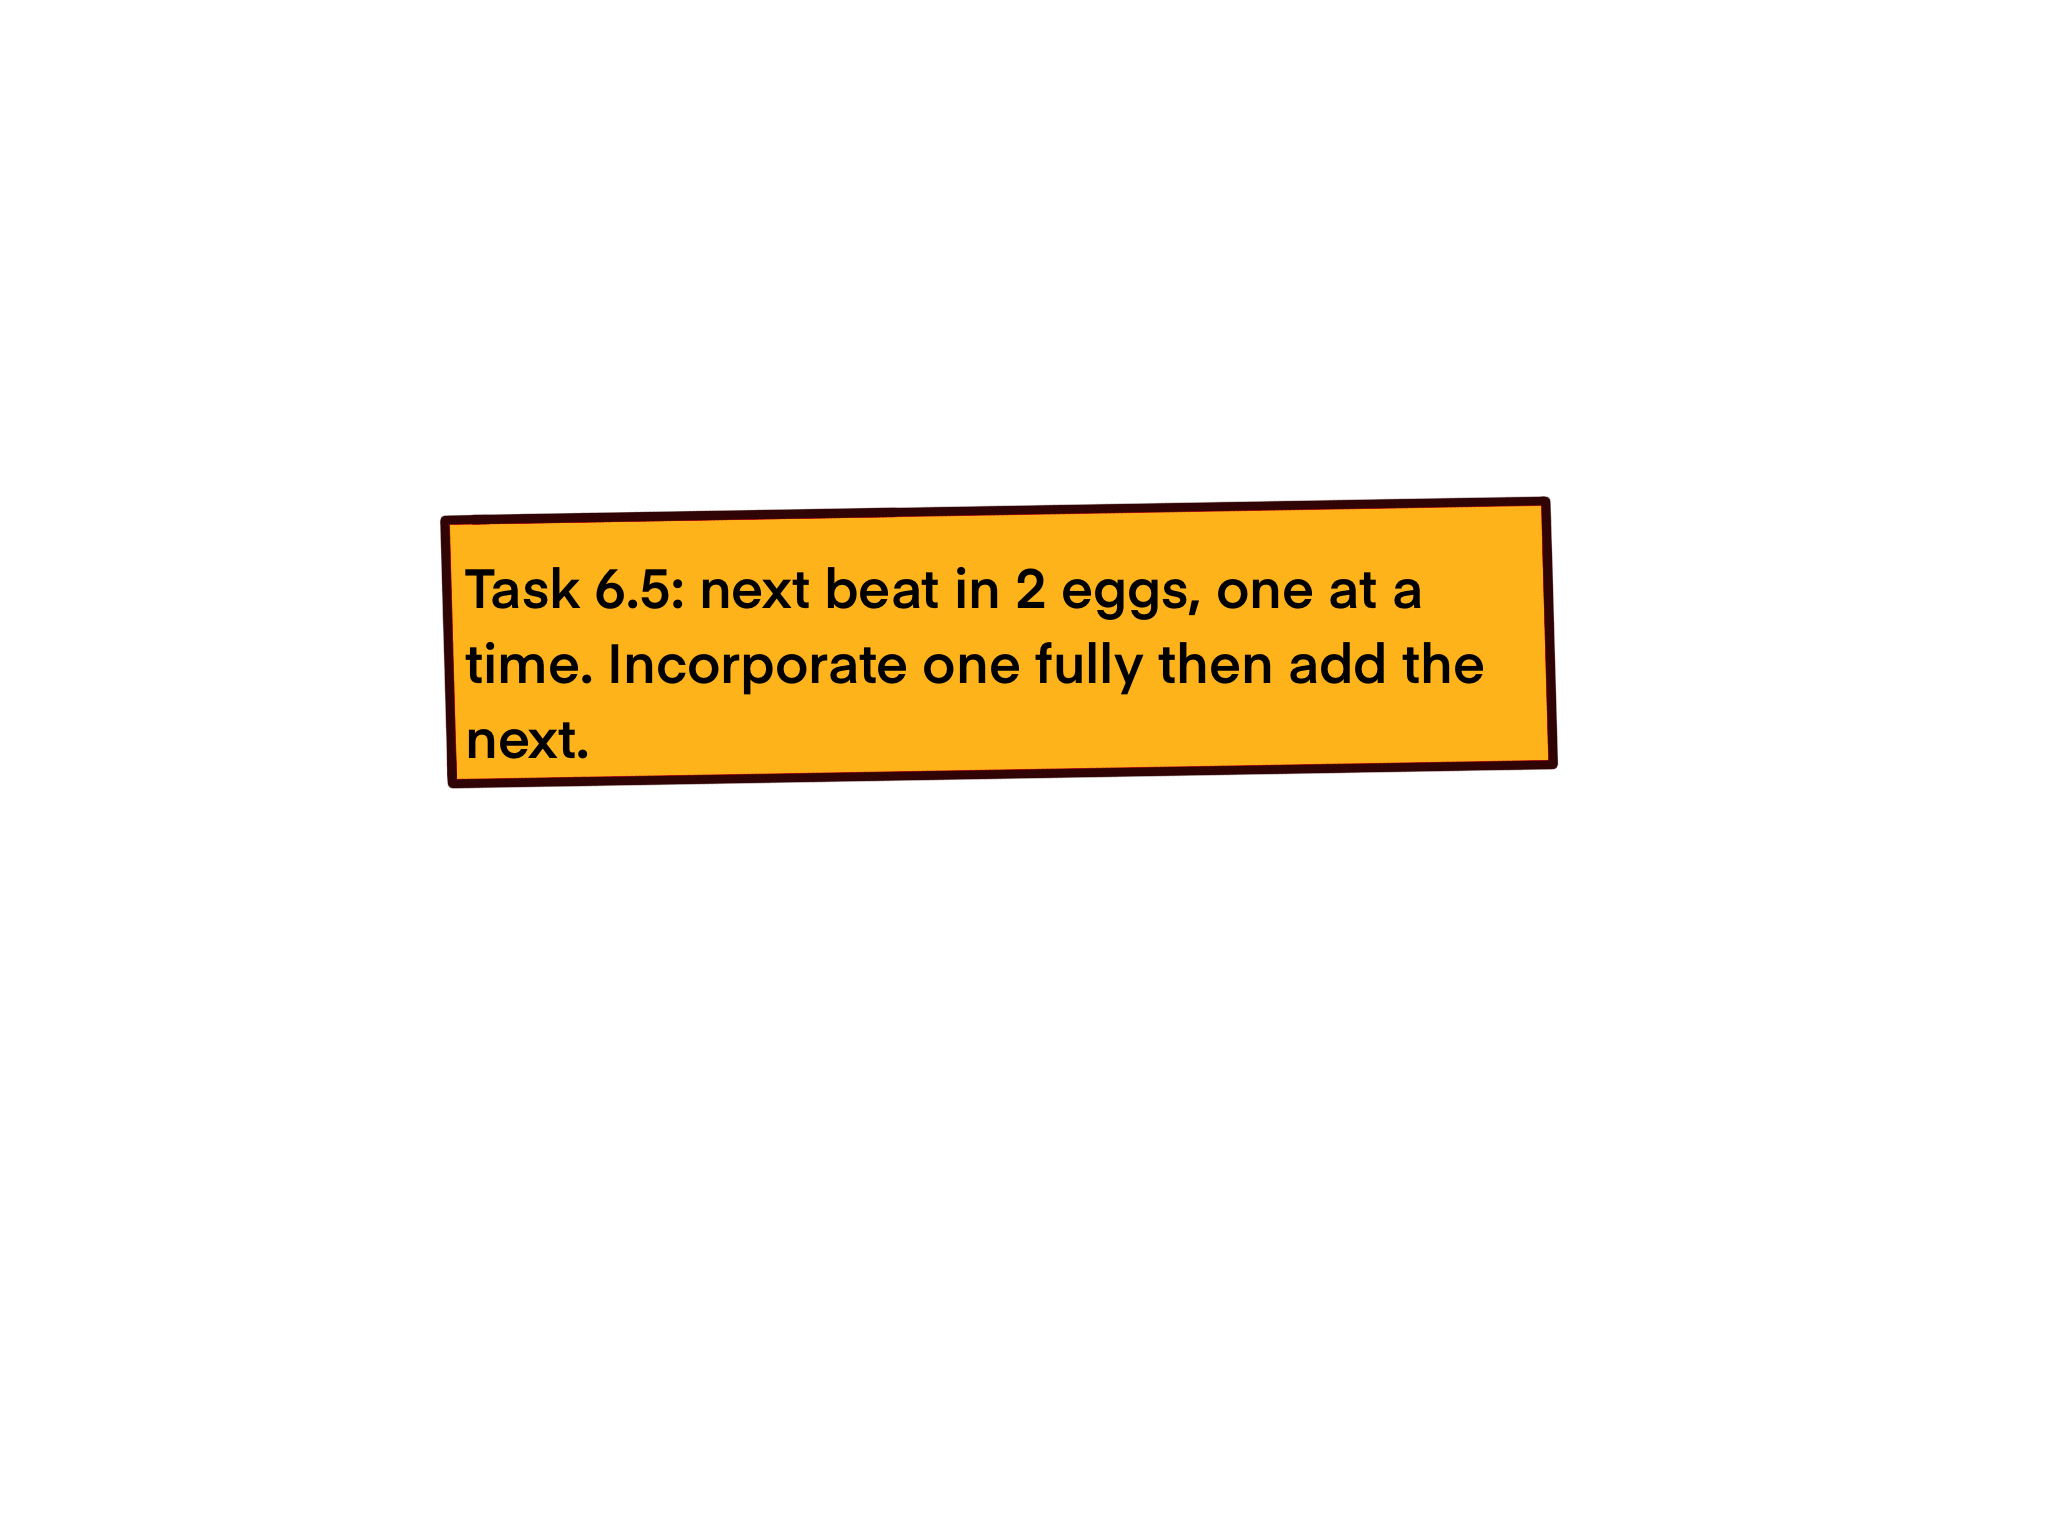 Task 6.5: next beat in 2 eggs, one at a
time. Incorporate one fully then add the
next.